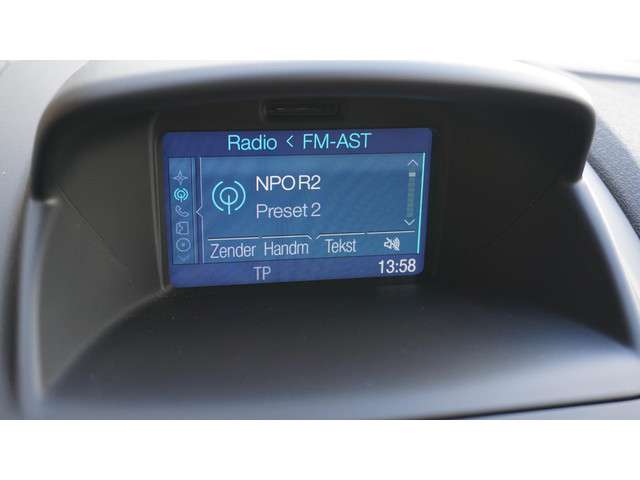 Radio < FM-AST
NPO R2
Preset 2
Zender Handm Tekst
TP 13:58